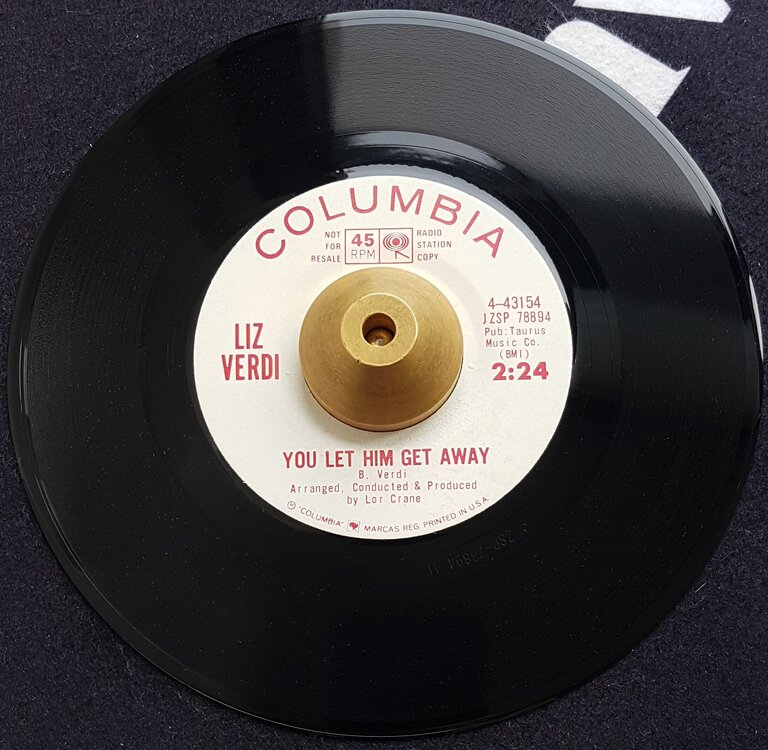 COLUMBIA
NOT
FOR
RESALE
45
RPM
RADIO
STATION
COPY
4-43154
JZSP 78894
Pub: Taurus
Music Co.
(BMI)
2:24
LIZ
VERDI
YOU LET HIM GET AWAY
B. Verdi
Arranged, Conducted & Produced
by Lor Crane
℗ "COLUMBIA" MARCAS REG. PRINTED IN U.S.A.